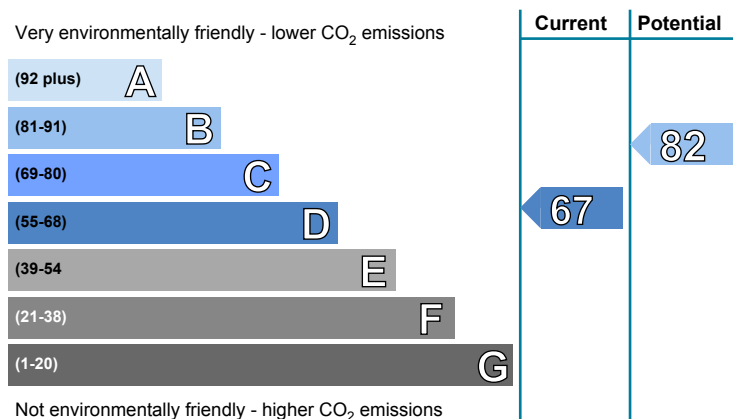 Very environmentally friendly - lower CO2 emissions
Current
Potential
(92 plus) A
(81-91) B
(69-80) C
(55-68) D
(39-54 E
(21-38) F
(1-20) G
67
82
Not environmentally friendly - higher CO2 emissions